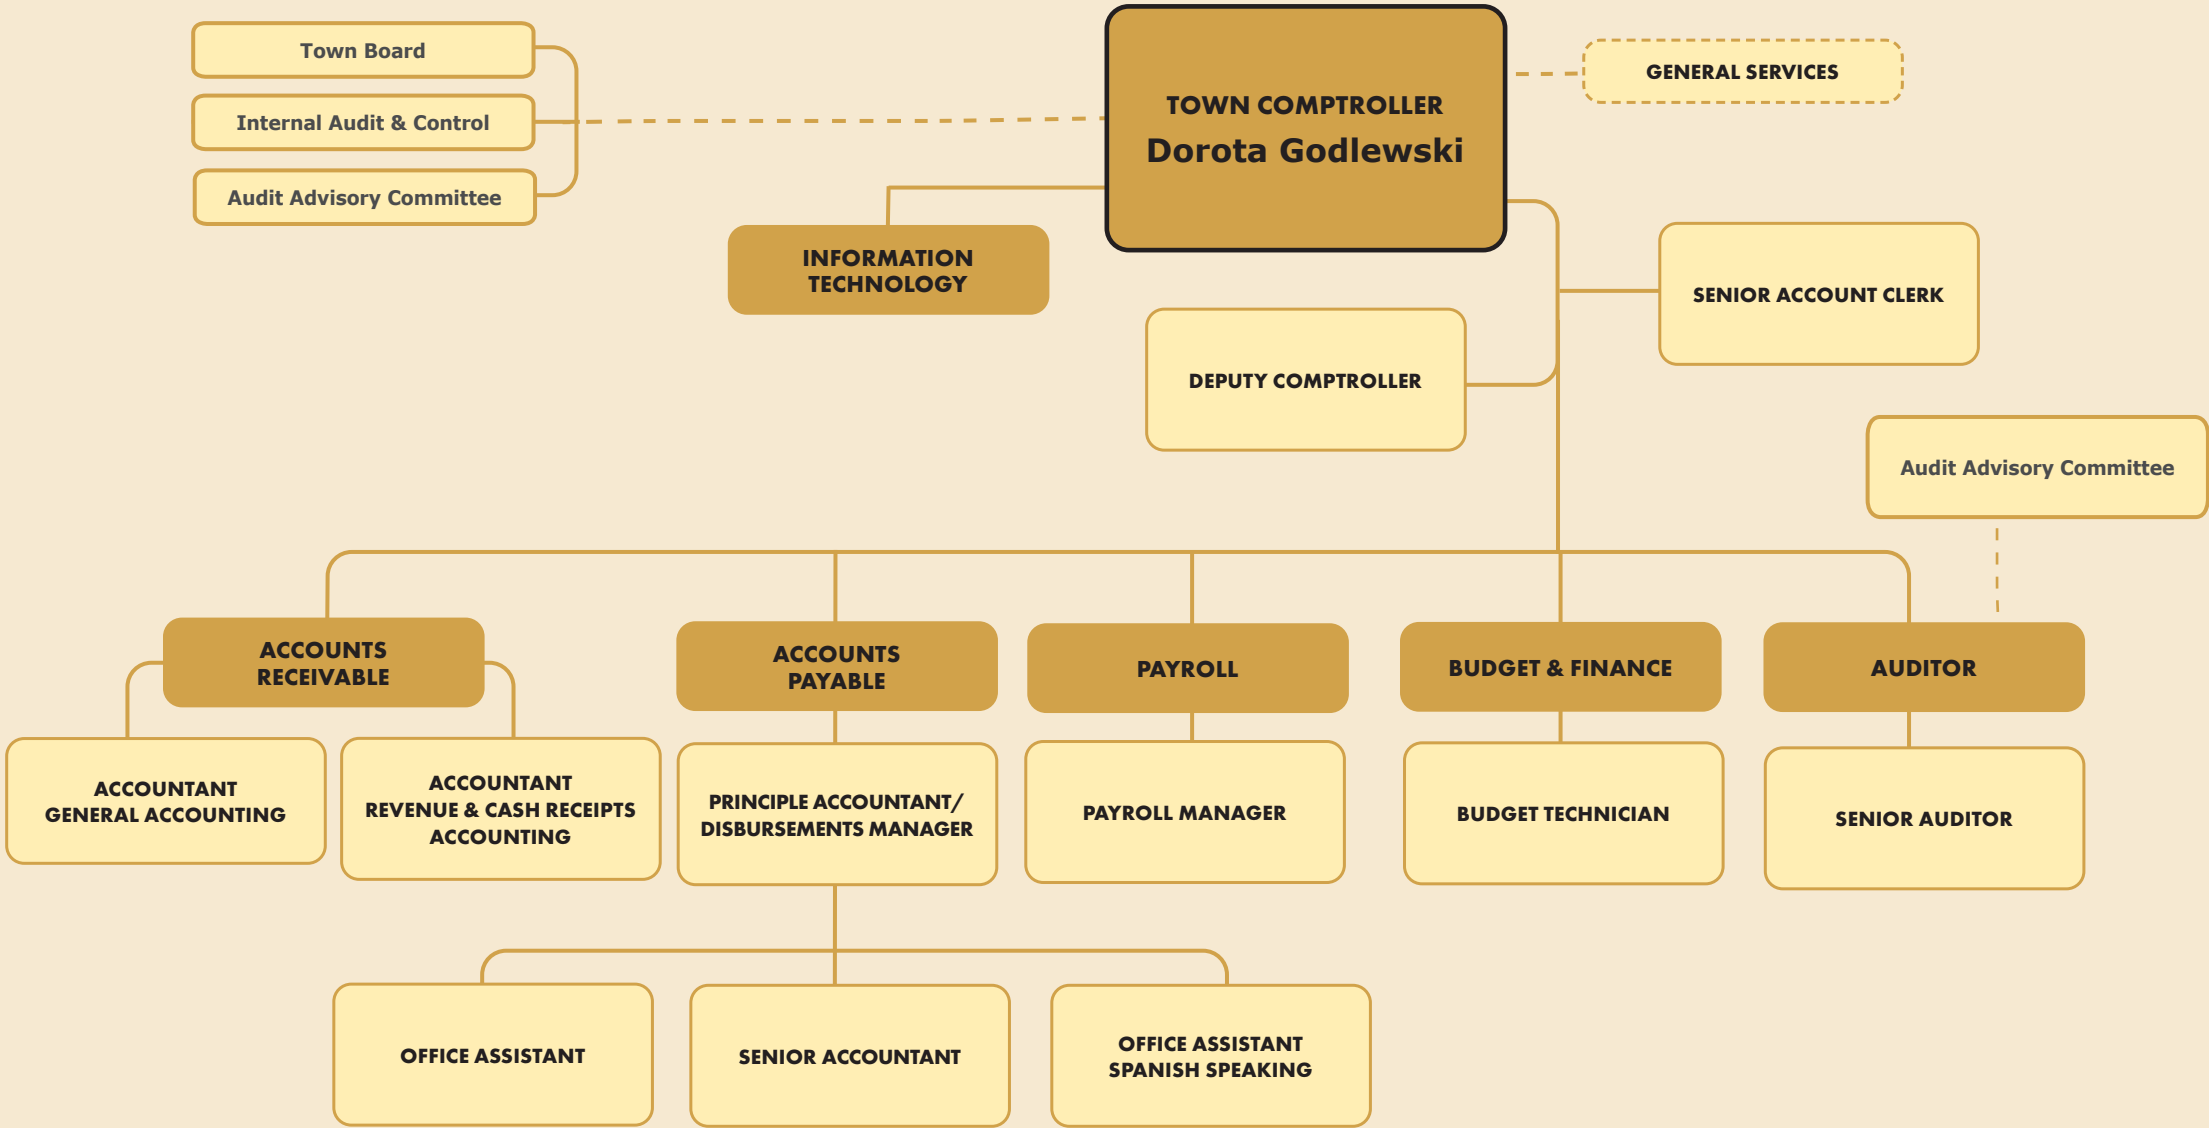 Town Board
Internal Audit & Control
Audit Advisory Committee
TOWN COMPTROLLER
Dorota Godlewski
GENERAL SERVICES
INFORMATION
TECHNOLOGY
SENIOR ACCOUNT CLERK
DEPUTY COMPTROLLER
Audit Advisory Committee
ACCOUNTS
RECEIVABLE
ACCOUNTS
PAYABLE
PAYROLL
BUDGET & FINANCE
AUDITOR
ACCOUNTANT
GENERAL ACCOUNTING
ACCOUNTANT
REVENUE & CASH RECEIPTS
ACCOUNTING
PRINCIPLE ACCOUNTANT/
DISBURSEMENTS MANAGER
PAYROLL MANAGER
BUDGET TECHNICIAN
SENIOR AUDITOR
OFFICE ASSISTANT
SENIOR ACCOUNTANT
OFFICE ASSISTANT
SPANISH SPEAKING